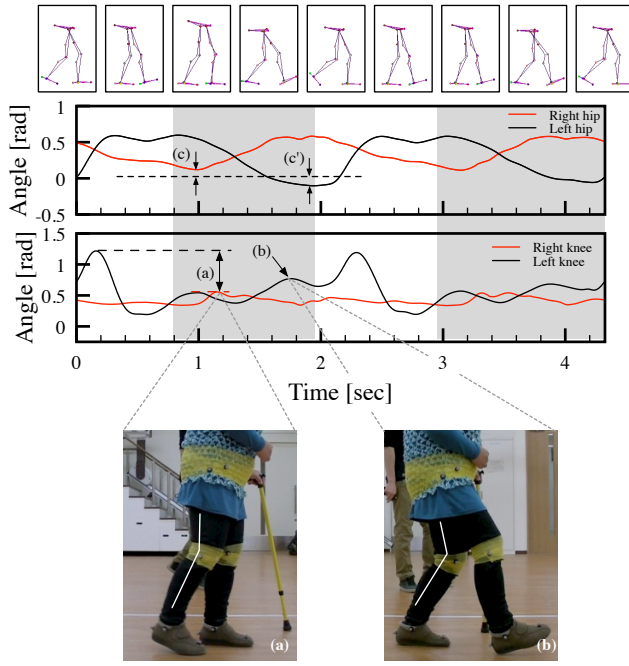 1
Angle [rad]
0.5
0
-0.5
Right hip
Left hip
(c)
(c')
1.5
Angle [rad]
1
0.5
0
Right knee
Left knee
(a)
(b)
0 1 2 3 4
Time [sec]
(a)
(b)